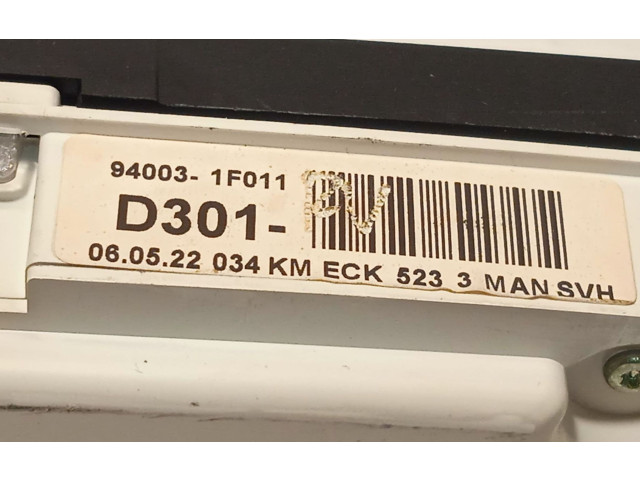 94003- 1F011
D301-
06.05.22 034 KM ECK 523 3 MAN SVH